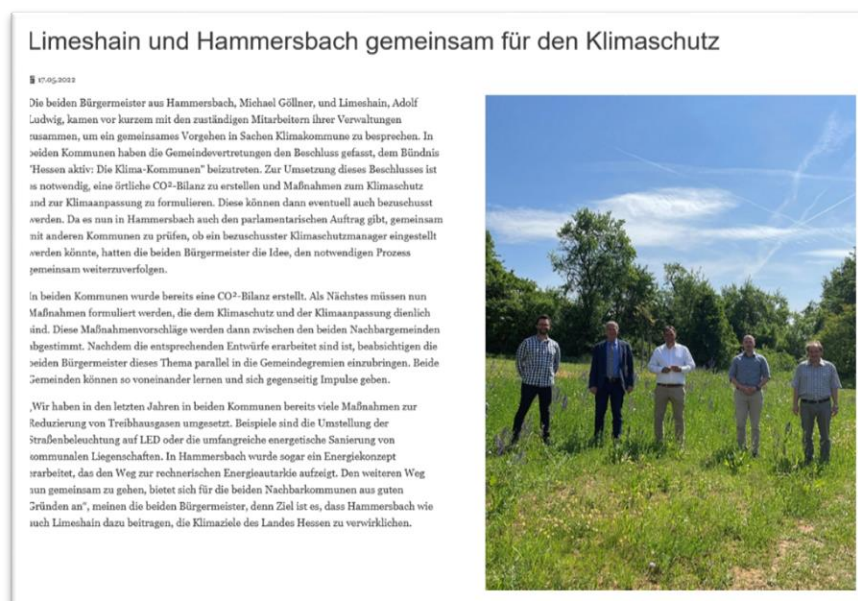 Limeshain und Hammersbach gemeinsam für den Klimaschutz
17.05.2022
Die beiden Bürgermeister aus Hammersbach, Michael Göllner, und Limeshain, Adolf
Ludwig, kamen vor kurzem mit den zuständigen Mitarbeitern ihrer Verwaltungen
zusammen, um ein gemeinsames Vorgehen in Sachen Klimakommune zu besprechen. In
beiden Kommunen haben die Gemeindevertretungen den Beschluss gefasst, dem Bündnis
"Hessen aktiv: Die Klima-Kommunen" beizutreten. Zur Umsetzung dieses Beschlusses ist
es notwendig, eine örtliche CO²-Bilanz zu erstellen und Maßnahmen zum Klimaschutz
und zur Klimaanpassung zu formulieren. Diese können dann eventuell auch bezuschusst
werden. Da es nun in Hammersbach auch den parlamentarischen Auftrag gibt, gemeinsam
mit anderen Kommunen zu prüfen, ob ein bezuschusster Klimaschutzmanager eingestellt
werden könnte, hatten die beiden Bürgermeister die Idee, den notwendigen Prozess
gemeinsam weiterzuverfolgen.
In beiden Kommunen wurde bereits eine CO²-Bilanz erstellt. Als Nächstes müssen nun
Maßnahmen formuliert werden, die dem Klimaschutz und der Klimaanpassung dienlich
sind. Diese Maßnahmenvorschläge werden dann zwischen den beiden Nachbargemeinden
abgestimmt. Nachdem die entsprechenden Entwürfe erarbeitet sind ist, beabsichtigen die
beiden Bürgermeister dieses Thema parallel in die Gemeindegremien einzubringen. Beide
Gemeinden können so voneinander lernen und sich gegenseitig Impulse geben.
„Wir haben in den letzten Jahren in beiden Kommunen bereits viele Maßnahmen zur
Reduzierung von Treibhausgasen umgesetzt. Beispiele sind die Umstellung der
Straßenbeleuchtung auf LED oder die umfangreiche energetische Sanierung von
kommunalen Liegenschaften. In Hammersbach wurde sogar ein Energiekonzept
erarbeitet, das den Weg zur rechnerischen Energieautarkie aufzeigt. Den weiteren Weg
nun gemeinsam zu gehen, bietet sich für die beiden Nachbarkommunen aus guten
Gründen an“, meinen die beiden Bürgermeister, denn Ziel ist es, dass Hammersbach wie
auch Limeshain dazu beitragen, die Klimaziele des Landes Hessen zu verwirklichen.